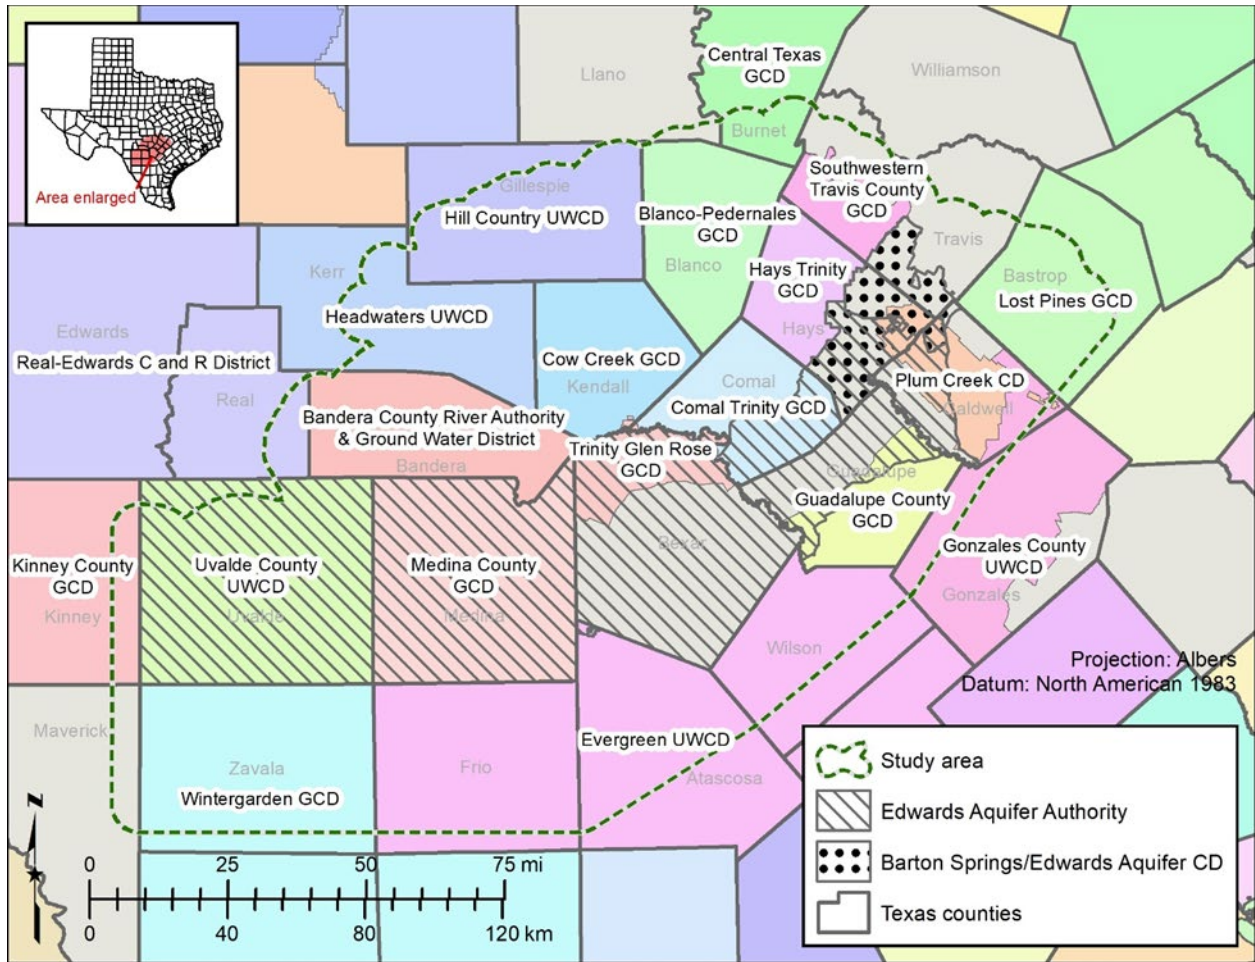 Area enlarged
Llano
Central Texas
GCD
Burnet
Williamson
Gillespie
Hill Country UWCD
Blanco-Pedernales
GCD
Blanco
Southwestern
Travis County
GCD
Travis
Hays Trinity
GCD
Hays
Bastrop
Lost Pines GCD
Kerr
Headwaters UWCD
Edwards
Real-Edwards C and R District
Real
Cow Creek GCD
Kendall
Comal
Comal Trinity GCD
Plum Creek CD
Caldwell
Bandera County River Authority
& Ground Water District
Bandera
Trinity Glen Rose
GCD
Guadalupe
Guadalupe County
GCD
Kinney County
GCD
Kinney
Uvalde County
UWCD
Uvalde
Medina County
GCD
Medina
Bexar
Gonzales County
UWCD
Gonzales
Wilson
Projection: Albers
Datum: North American 1983
Maverick
Zavala
Wintergarden GCD
Frio
Evergreen UWCD
Atascosa
N
0 25 50 75 mi
0 40 80 120 km
Study area
Edwards Aquifer Authority
Barton Springs/Edwards Aquifer CD
Texas counties